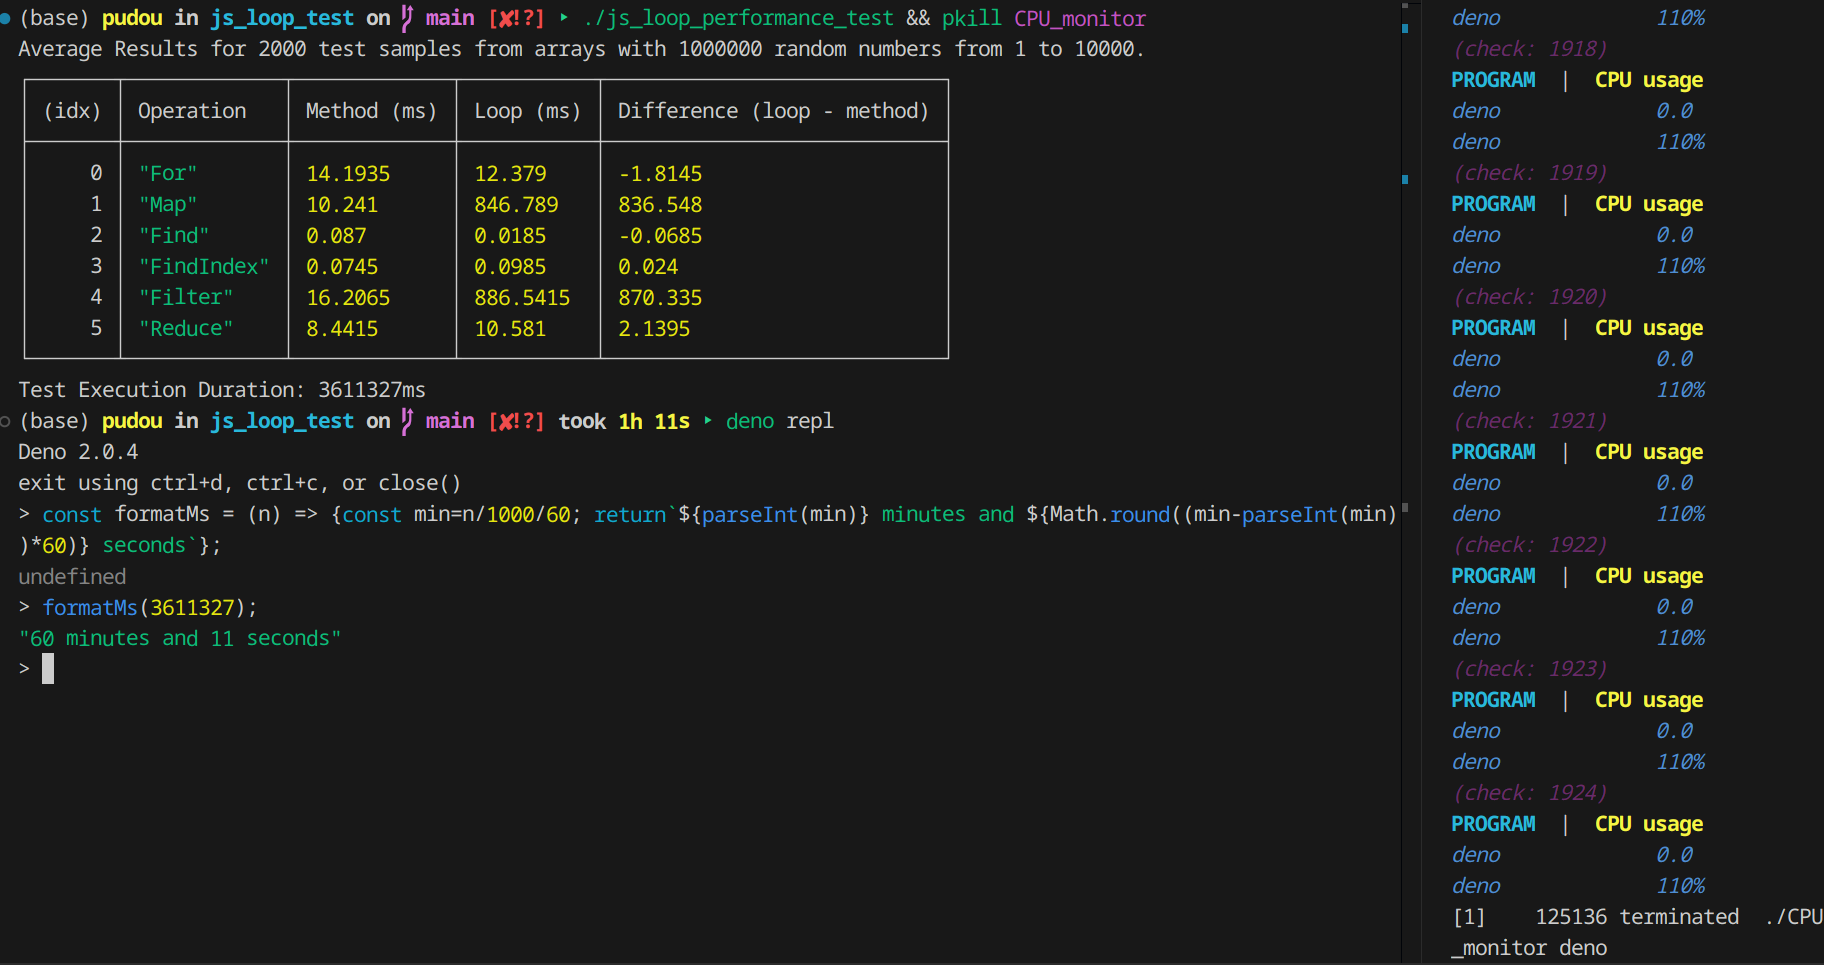 (base) pudou in js_loop_test on main [✘!?] ‣ ./js_loop_performance_test && pkill CPU_monitor
Average Results for 2000 test samples from arrays with 1000000 random numbers from 1 to 10000.
(idx) Operation Method (ms) Loop (ms) Difference (loop - method)
0 "For" 14.1935 12.379 -1.8145
1 "Map" 10.241 846.789 836.548
2 "Find" 0.087 0.0185 -0.0685
3 "FindIndex" 0.0745 0.0985 0.024
4 "Filter" 16.2065 886.5415 870.335
5 "Reduce" 8.4415 10.581 2.1395
Test Execution Duration: 3611327ms
(base) pudou in js_loop_test on main [✘!?] took 1h 11s ‣ deno repl
Deno 2.0.4
exit using ctrl+d, ctrl+c, or close()
> const formatMs = (n) => {const min=n/1000/60; return`${parseInt(min)} minutes and ${Math.round((min-parseInt(min)
)*60)} seconds`};
undefined
> formatMs(3611327);
"60 minutes and 11 seconds"
>
deno 110%
(check: 1918)
PROGRAM | CPU usage
deno 0.0
deno 110%
(check: 1919)
PROGRAM | CPU usage
deno 0.0
deno 110%
(check: 1920)
PROGRAM | CPU usage
deno 0.0
deno 110%
(check: 1921)
PROGRAM | CPU usage
deno 0.0
deno 110%
(check: 1922)
PROGRAM | CPU usage
deno 0.0
deno 110%
(check: 1923)
PROGRAM | CPU usage
deno 0.0
deno 110%
(check: 1924)
PROGRAM | CPU usage
deno 0.0
deno 110%
[1] 125136 terminated ./CPU
_monitor deno